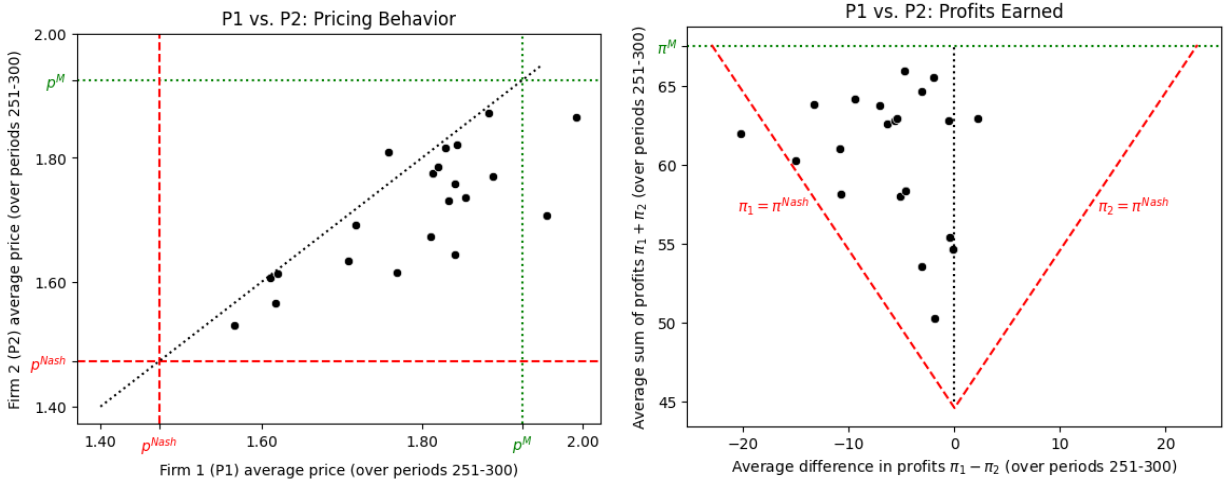 P1 vs. P2: Pricing Behavior
2.00
p^M
1.80
1.60
p^Nash
1.40
Firm 2 (P2) average price (over periods 251-300)
1.40
p^Nash
1.60
1.80
p^M
2.00
Firm 1 (P1) average price (over periods 251-300)
P1 vs. P2: Profits Earned
π^M
65
60
55
50
45
Average sum of profits π₁ + π₂ (over periods 251-300)
π₁ = π^Nash
π₂ = π^Nash
−20
−10
0
10
20
Average difference in profits π₁ − π₂ (over periods 251-300)